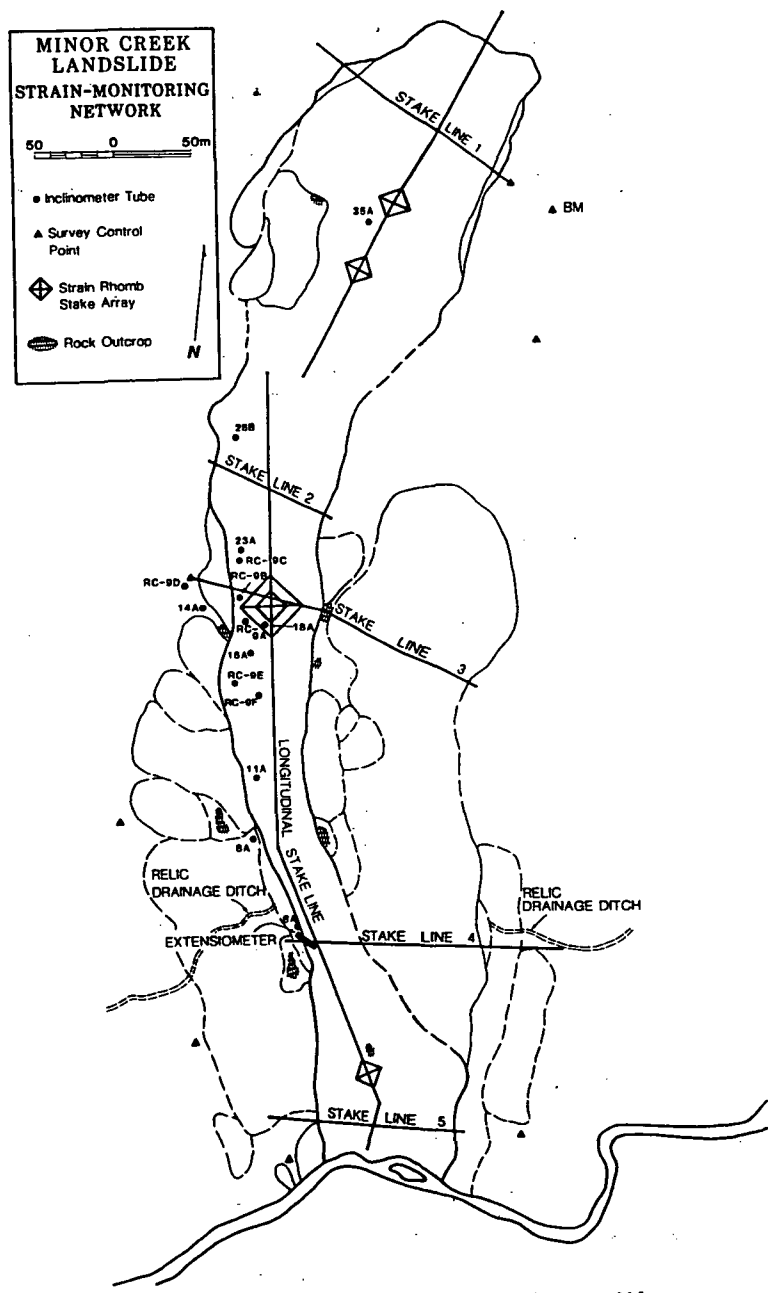 MINOR CREEK
LANDSLIDE
STRAIN-MONITORING
NETWORK
50 0 50m
Inclinometer Tube
Survey Control
Point
Strain Rhomb
Stake Array
Rock Outcrop
N
STAKE LINE 1
35A
BM
26B
STAKE LINE 2
23A
RC-9C
RC-9B
RC-9D
14A
STAKE LINE 3
RC-
9A
18A
16A
RC-9E
RC-9F
11A
LONGITUDINAL STAKE LINE
8A
RELIC
DRAINAGE DITCH
RELIC
DRAINAGE DITCH
6A
EXTENSIOMETER
STAKE LINE 4
STAKE LINE 5